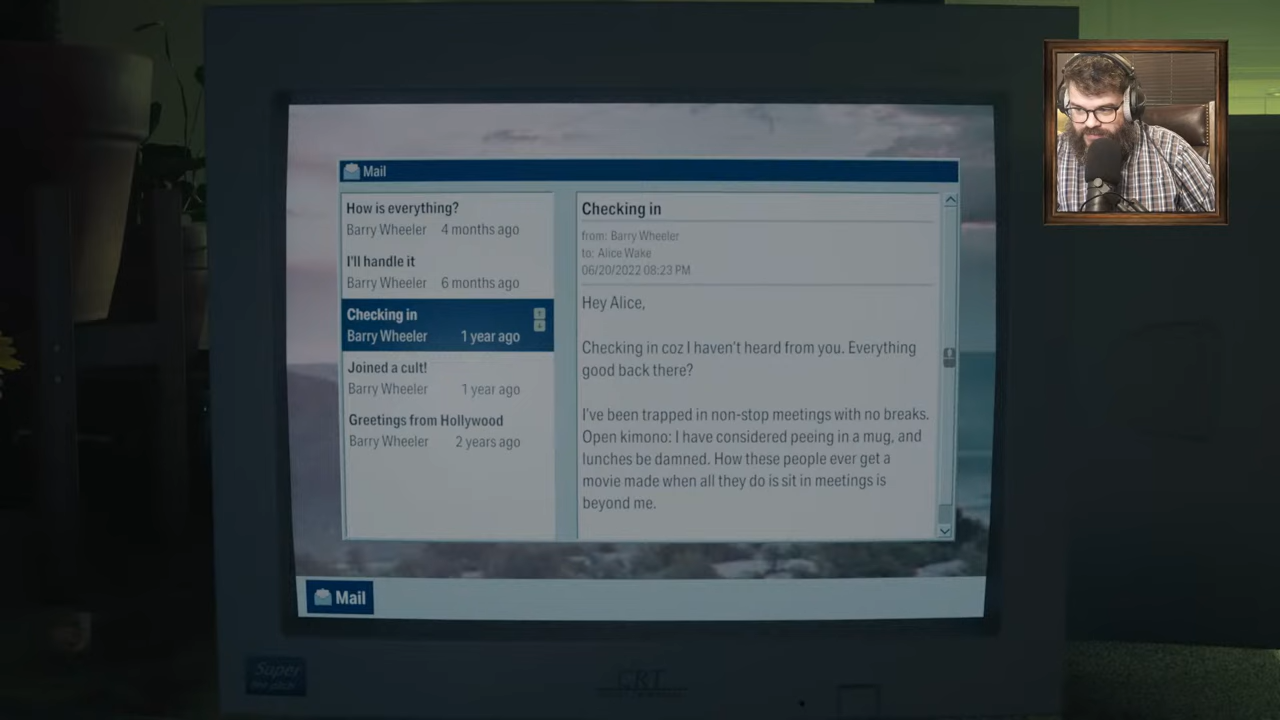 Mail
How is everything?
Barry Wheeler 4 months ago
I'll handle it
Barry Wheeler 6 months ago
Checking in
Barry Wheeler 1 year ago
Joined a cult!
Barry Wheeler 1 year ago
Greetings from Hollywood
Barry Wheeler 2 years ago
Checking in
from: Barry Wheeler
to: Alice Wake
06/20/2022 08:23 PM
Hey Alice,
Checking in coz I haven't heard from you. Everything
good back there?
I've been trapped in non-stop meetings with no breaks.
Open kimono: I have considered peeing in a mug, and
lunches be damned. How these people ever get a
movie made when all they do is sit in meetings is
beyond me.
Mail
Super
CRT